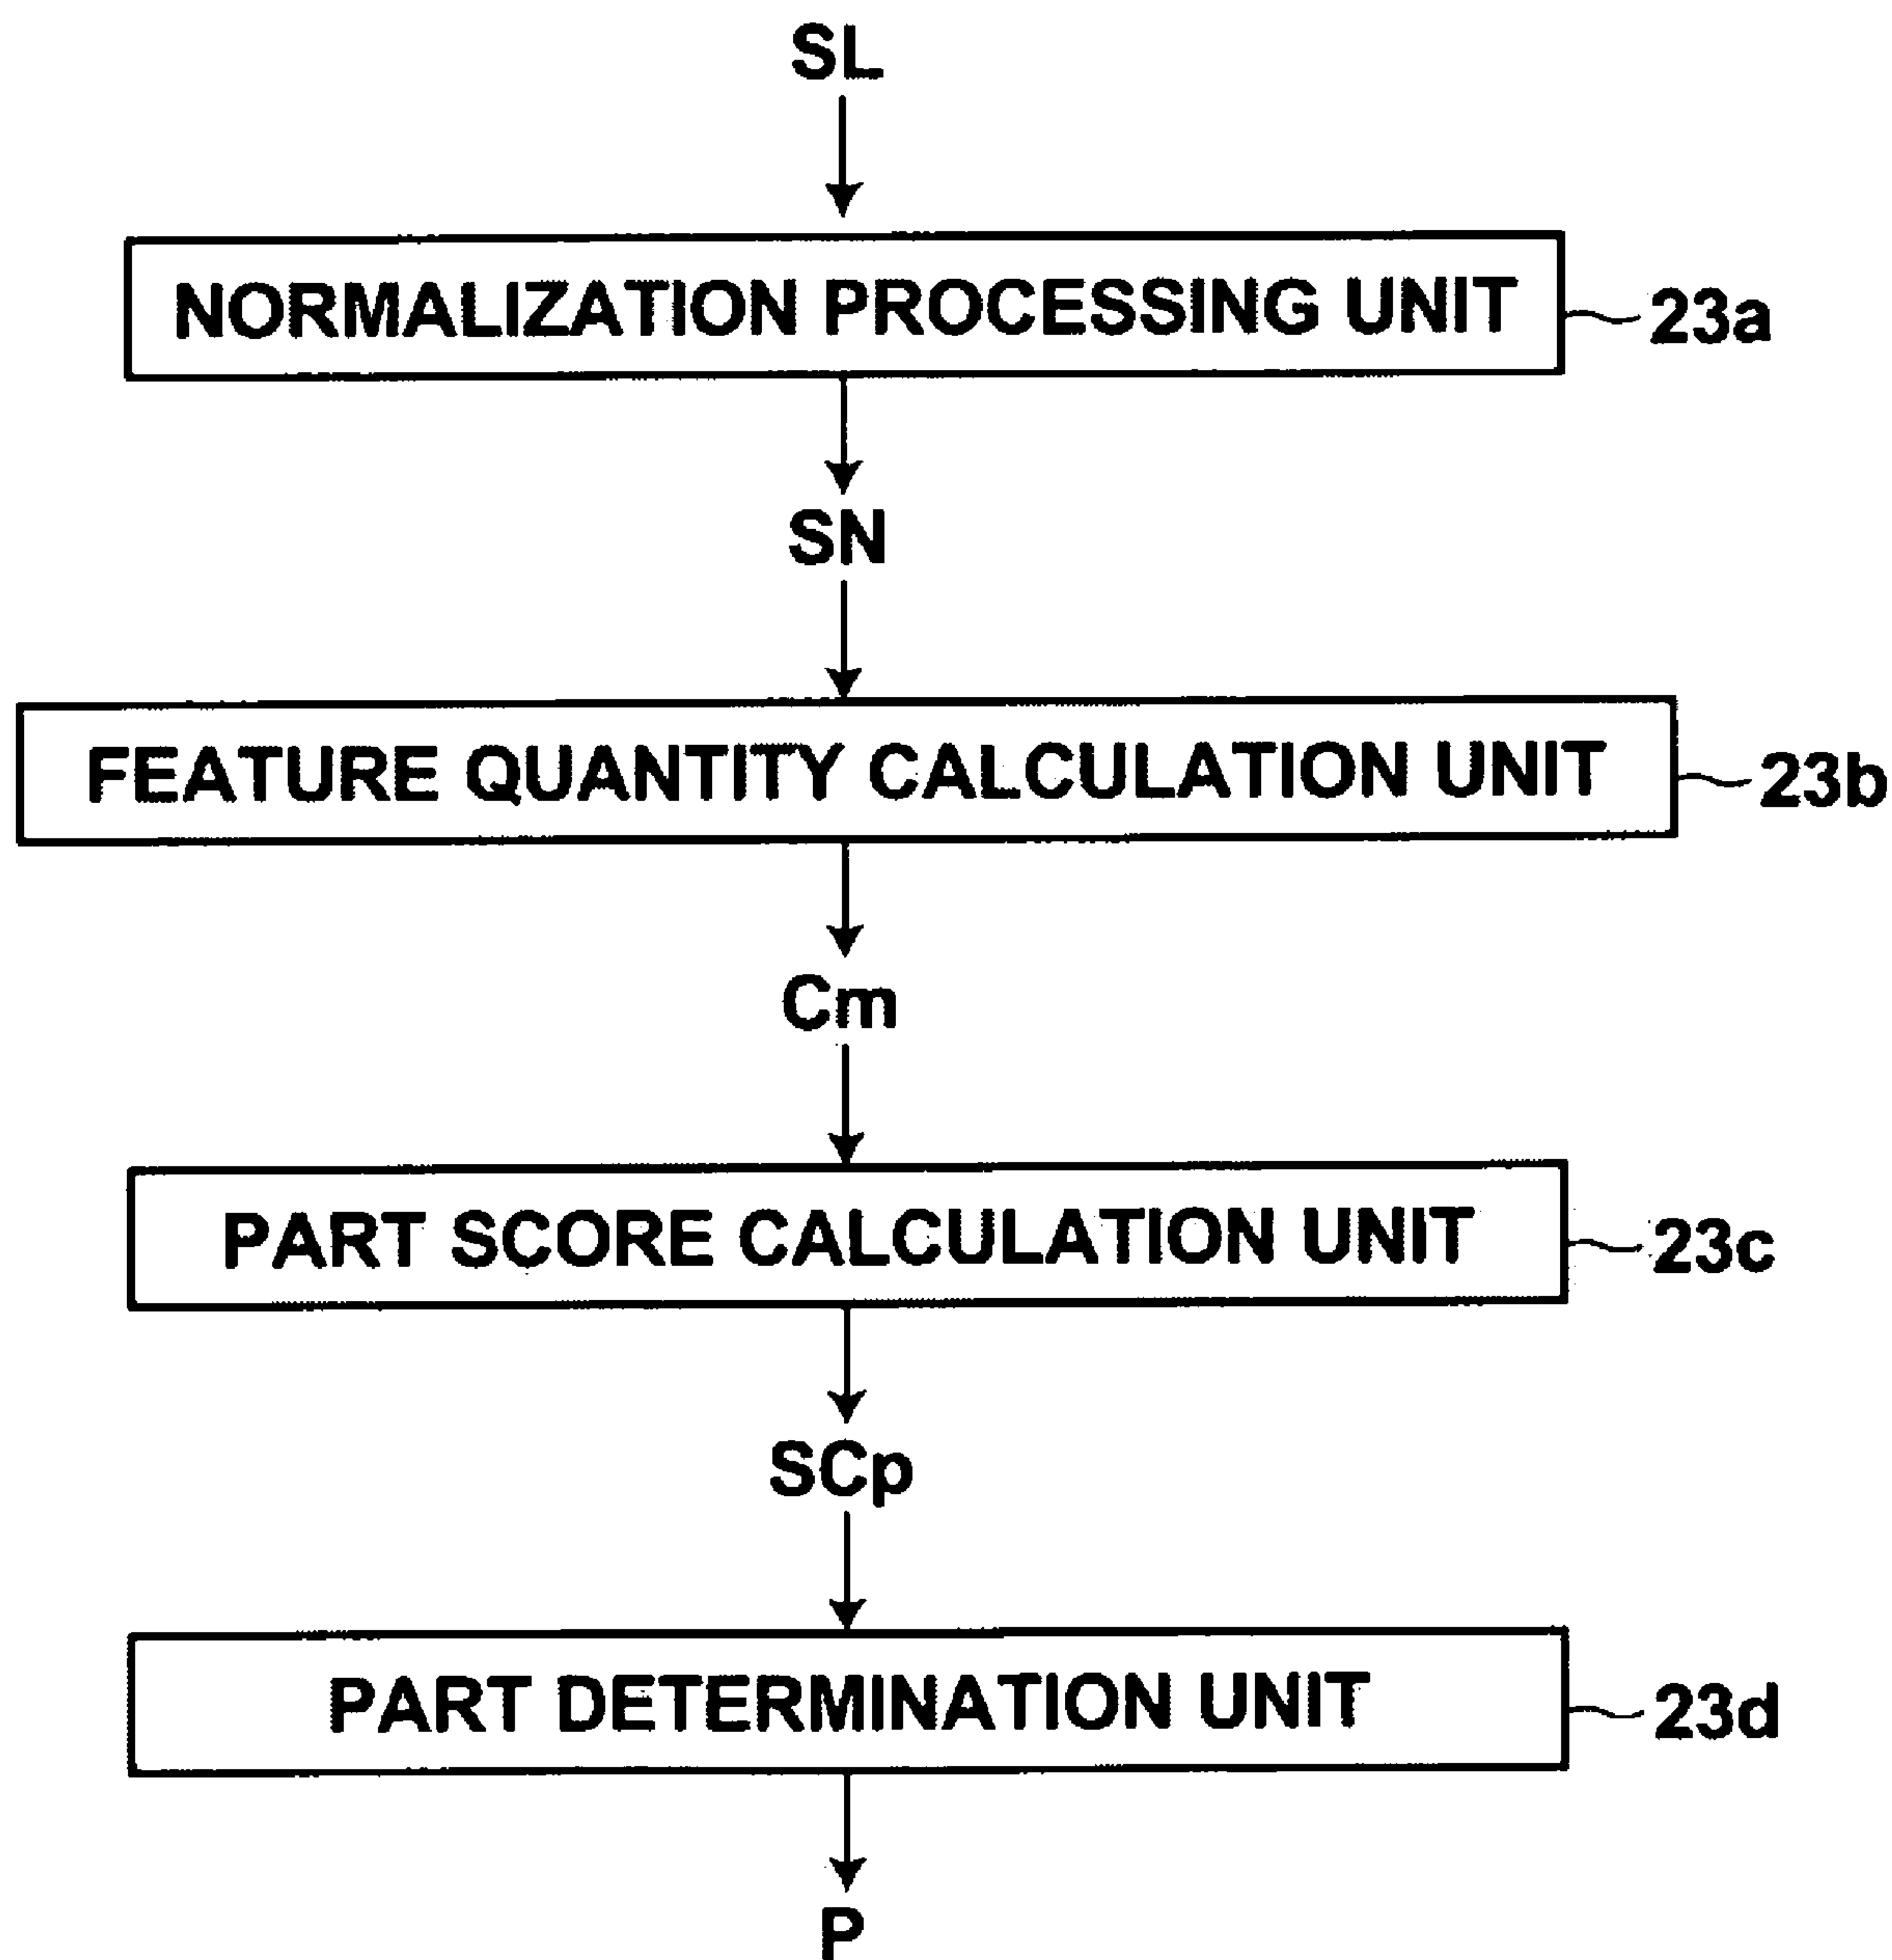 SL
NORMALIZATION PROCESSING UNIT 23a
SN
FEATURE QUANTITY CALCULATION UNIT 23b
Cm
PART SCORE CALCULATION UNIT 23c
SCp
PART DETERMINATION UNIT 23d
P